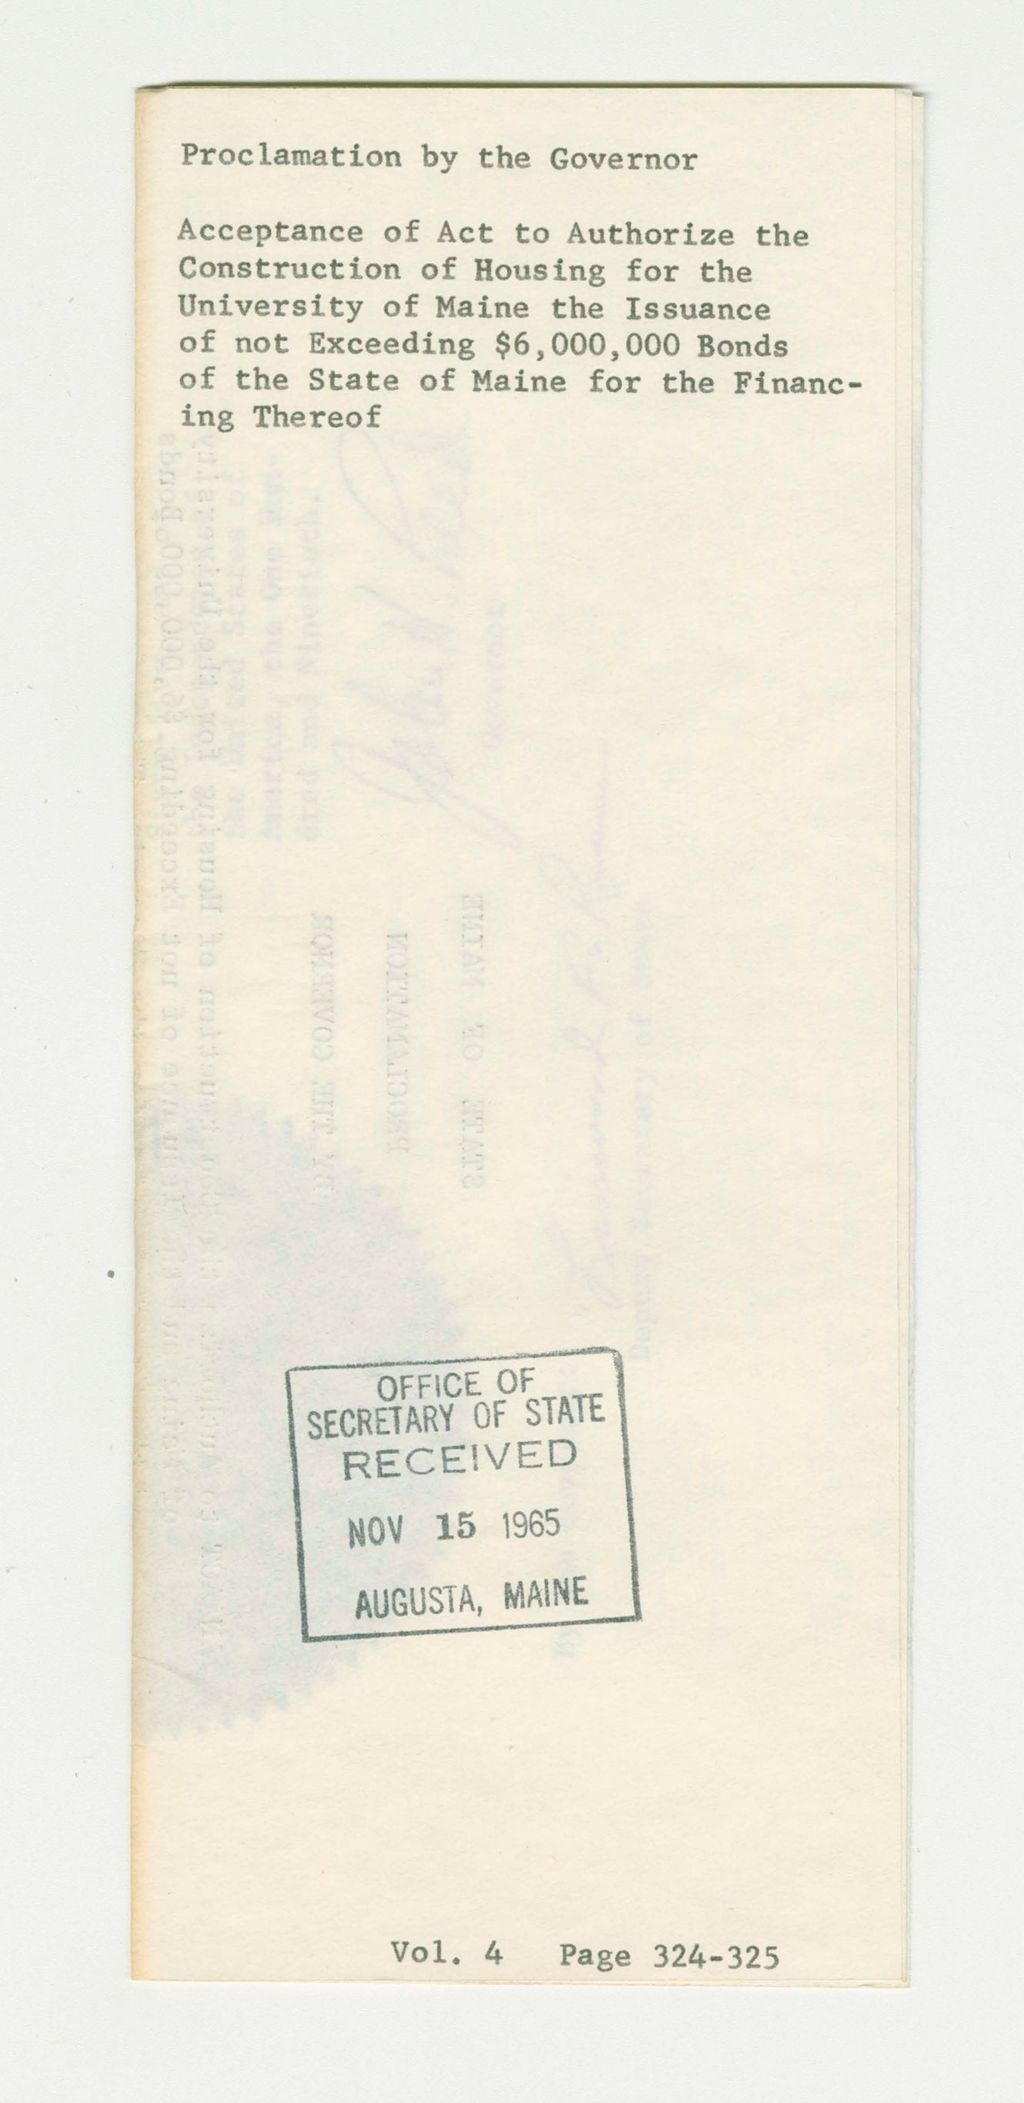 Proclamation by the Governor
Acceptance of Act to Authorize the
Construction of Housing for the
University of Maine the Issuance
of not Exceeding $6,000,000 Bonds
of the State of Maine for the Financ-
ing Thereof
OFFICE OF
SECRETARY OF STATE
RECEIVED
NOV 15 1965
AUGUSTA, MAINE
Vol. 4 Page 324-325